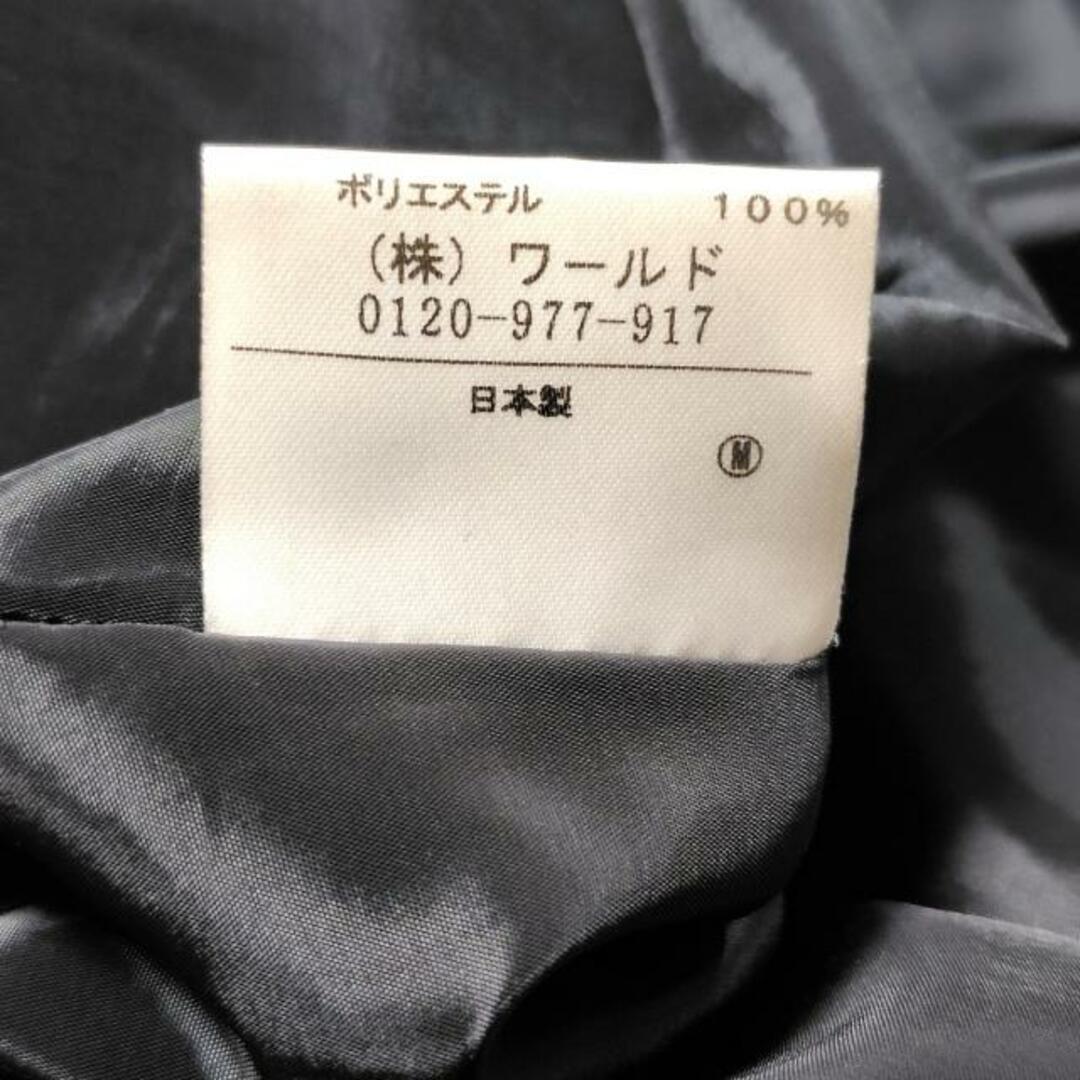 ポリエステル 100%
(株) ワールド
0120-977-917
日本製
Ⓜ